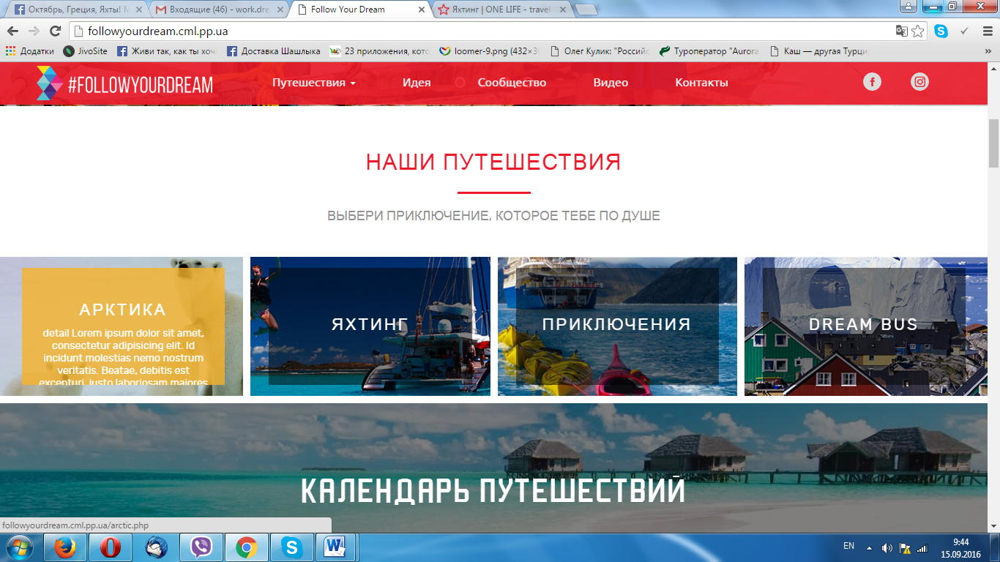 Октябрь, Греция, Яхты! М
Входящие (46) - work.dre
Follow Your Dream
Яхтинг | ONE LIFE - travel
followyourdream.cml.pp.ua
Додатки
JivoSite
Живи так, как ты хоч
Доставка Шашлыка
23 приложения, кото
loomer-9.png (432×3
Олег Кулик: "Россий
Туроператор "Aurora
Каш — другая Турци
#FOLLOWYOURDREAM
Путешествия
Идея
Сообщество
Видео
Контакты
НАШИ ПУТЕШЕСТВИЯ
ВЫБЕРИ ПРИКЛЮЧЕНИЕ, КОТОРОЕ ТЕБЕ ПО ДУШЕ
АРКТИКА
detail Lorem ipsum dolor sit amet,
consectetur adipisicing elit. Id
incidunt molestias nemo nostrum
veritatis. Beatae, debitis est
excepturi, iusto laboriosam maiores
ЯХТИНГ
ПРИКЛЮЧЕНИЯ
DREAM BUS
КАЛЕНДАРЬ ПУТЕШЕСТВИЙ
followyourdream.cml.pp.ua/arctic.php
EN
9:44
15.09.2016